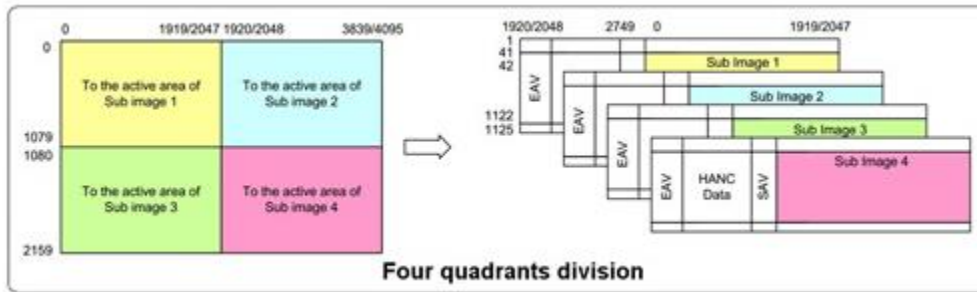 0 1919/2047 1920/2048 3839/4095
0
To the active area of
Sub image 1
To the active area of
Sub image 2
1079
1080
To the active area of
Sub image 3
To the active area of
Sub image 4
2159
1920/2048 2749 0 1919/2047
1
41
42
1122
1125
EAV
Sub Image 1
EAV
Sub Image 2
EAV
Sub Image 3
EAV
HANC
Data
SAV
Sub Image 4
Four quadrants division